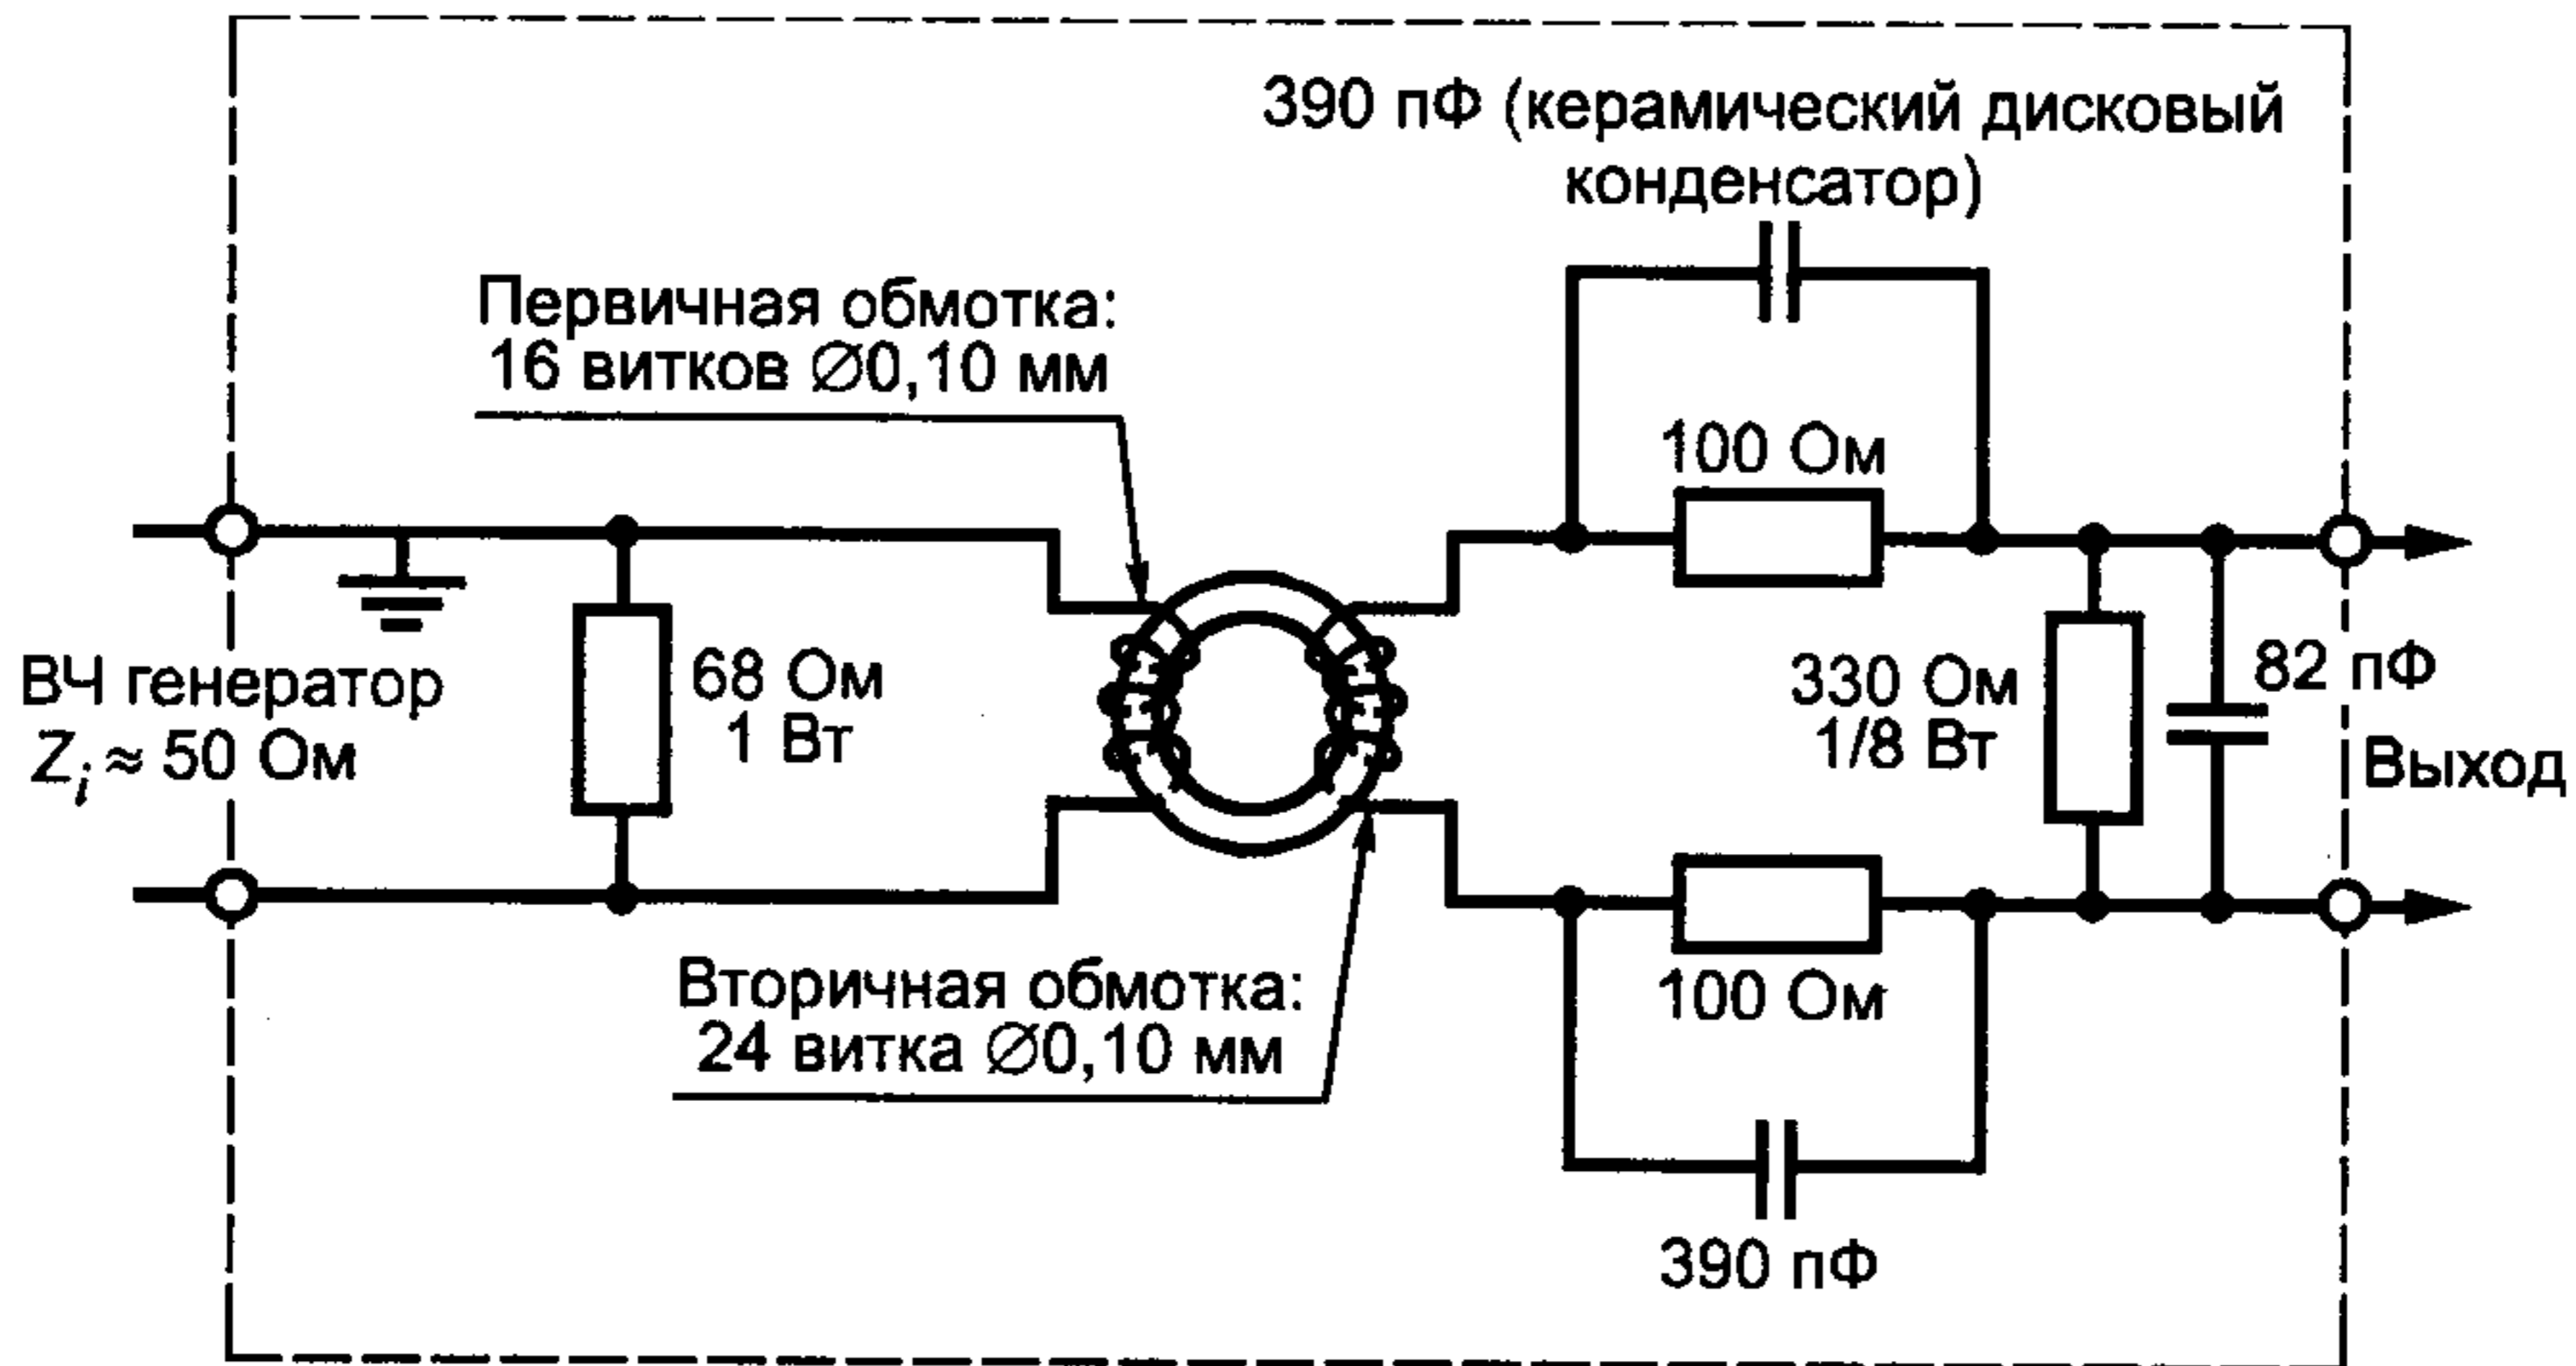 390 пФ (керамический дисковый
конденсатор)
Первичная обмотка:
16 витков ∅0,10 мм
100 Ом
ВЧ генератор
Zi ≈ 50 Ом
68 Ом
1 Вт
330 Ом
1/8 Вт
82 пФ
Выход
Вторичная обмотка:
24 витка ∅0,10 мм
100 Ом
390 пФ